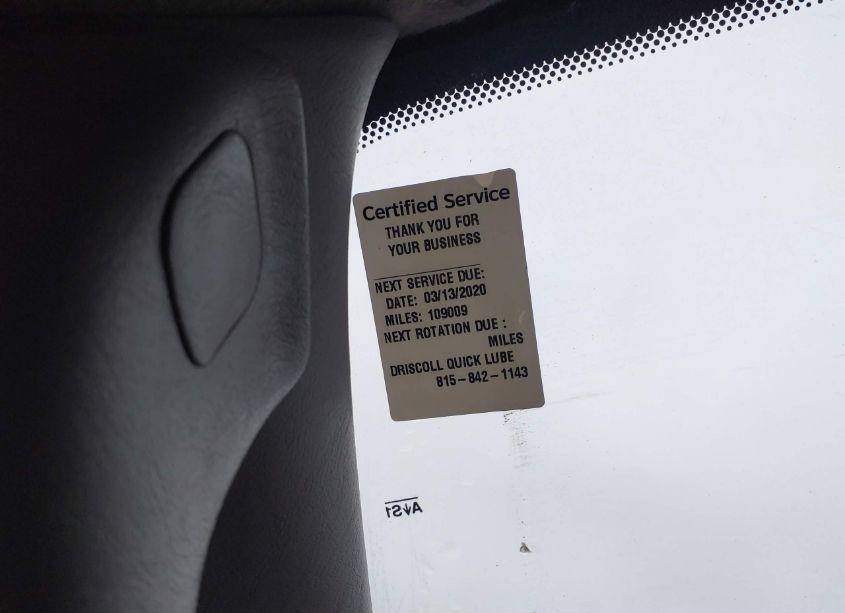 Certified Service
THANK YOU FOR
YOUR BUSINESS
NEXT SERVICE DUE:
DATE: 03/13/2020
MILES: 109009
NEXT ROTATION DUE :
MILES
DRISCOLL QUICK LUBE
815-842-1143
AS1